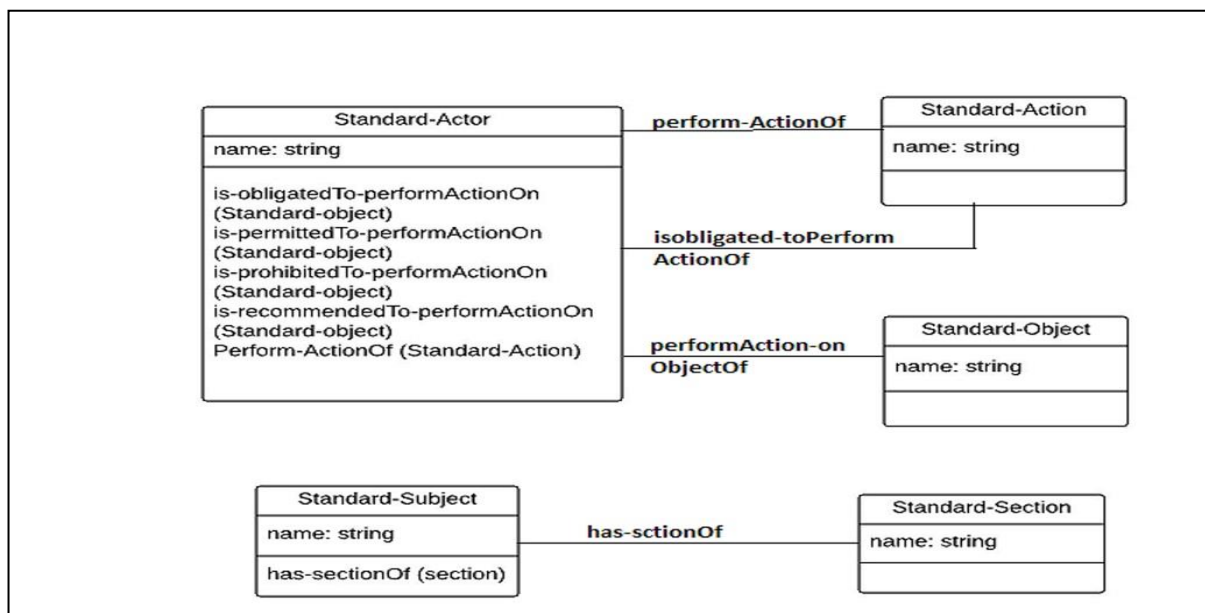 Standard-Actor
name: string
is-obligatedTo-performActionOn
(Standard-object)
is-permittedTo-performActionOn
(Standard-object)
is-prohibitedTo-performActionOn
(Standard-object)
is-recommendedTo-performActionOn
(Standard-object)
Perform-ActionOf (Standard-Action)
perform-ActionOf
Standard-Action
name: string
isobligated-toPerform
ActionOf
performAction-on
ObjectOf
Standard-Object
name: string
Standard-Subject
name: string
has-sectionOf (section)
has-sctionOf
Standard-Section
name: string